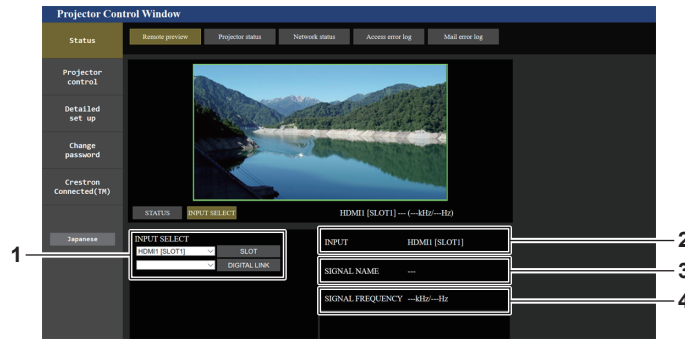 Projector Control Window
Status
Remote preview
Projector status
Network status
Access error log
Mail error log
Projector control
Detailed set up
Change password
Crestron Connected(TM)
Japanese
STATUS
INPUT SELECT
HDMI1 [SLOT1] --- (---kHz/---Hz)
1
INPUT SELECT
HDMI1 [SLOT1]
SLOT
DIGITAL LINK
INPUT HDMI1 [SLOT1]
2
SIGNAL NAME ---
3
SIGNAL FREQUENCY ---kHz/---Hz
4